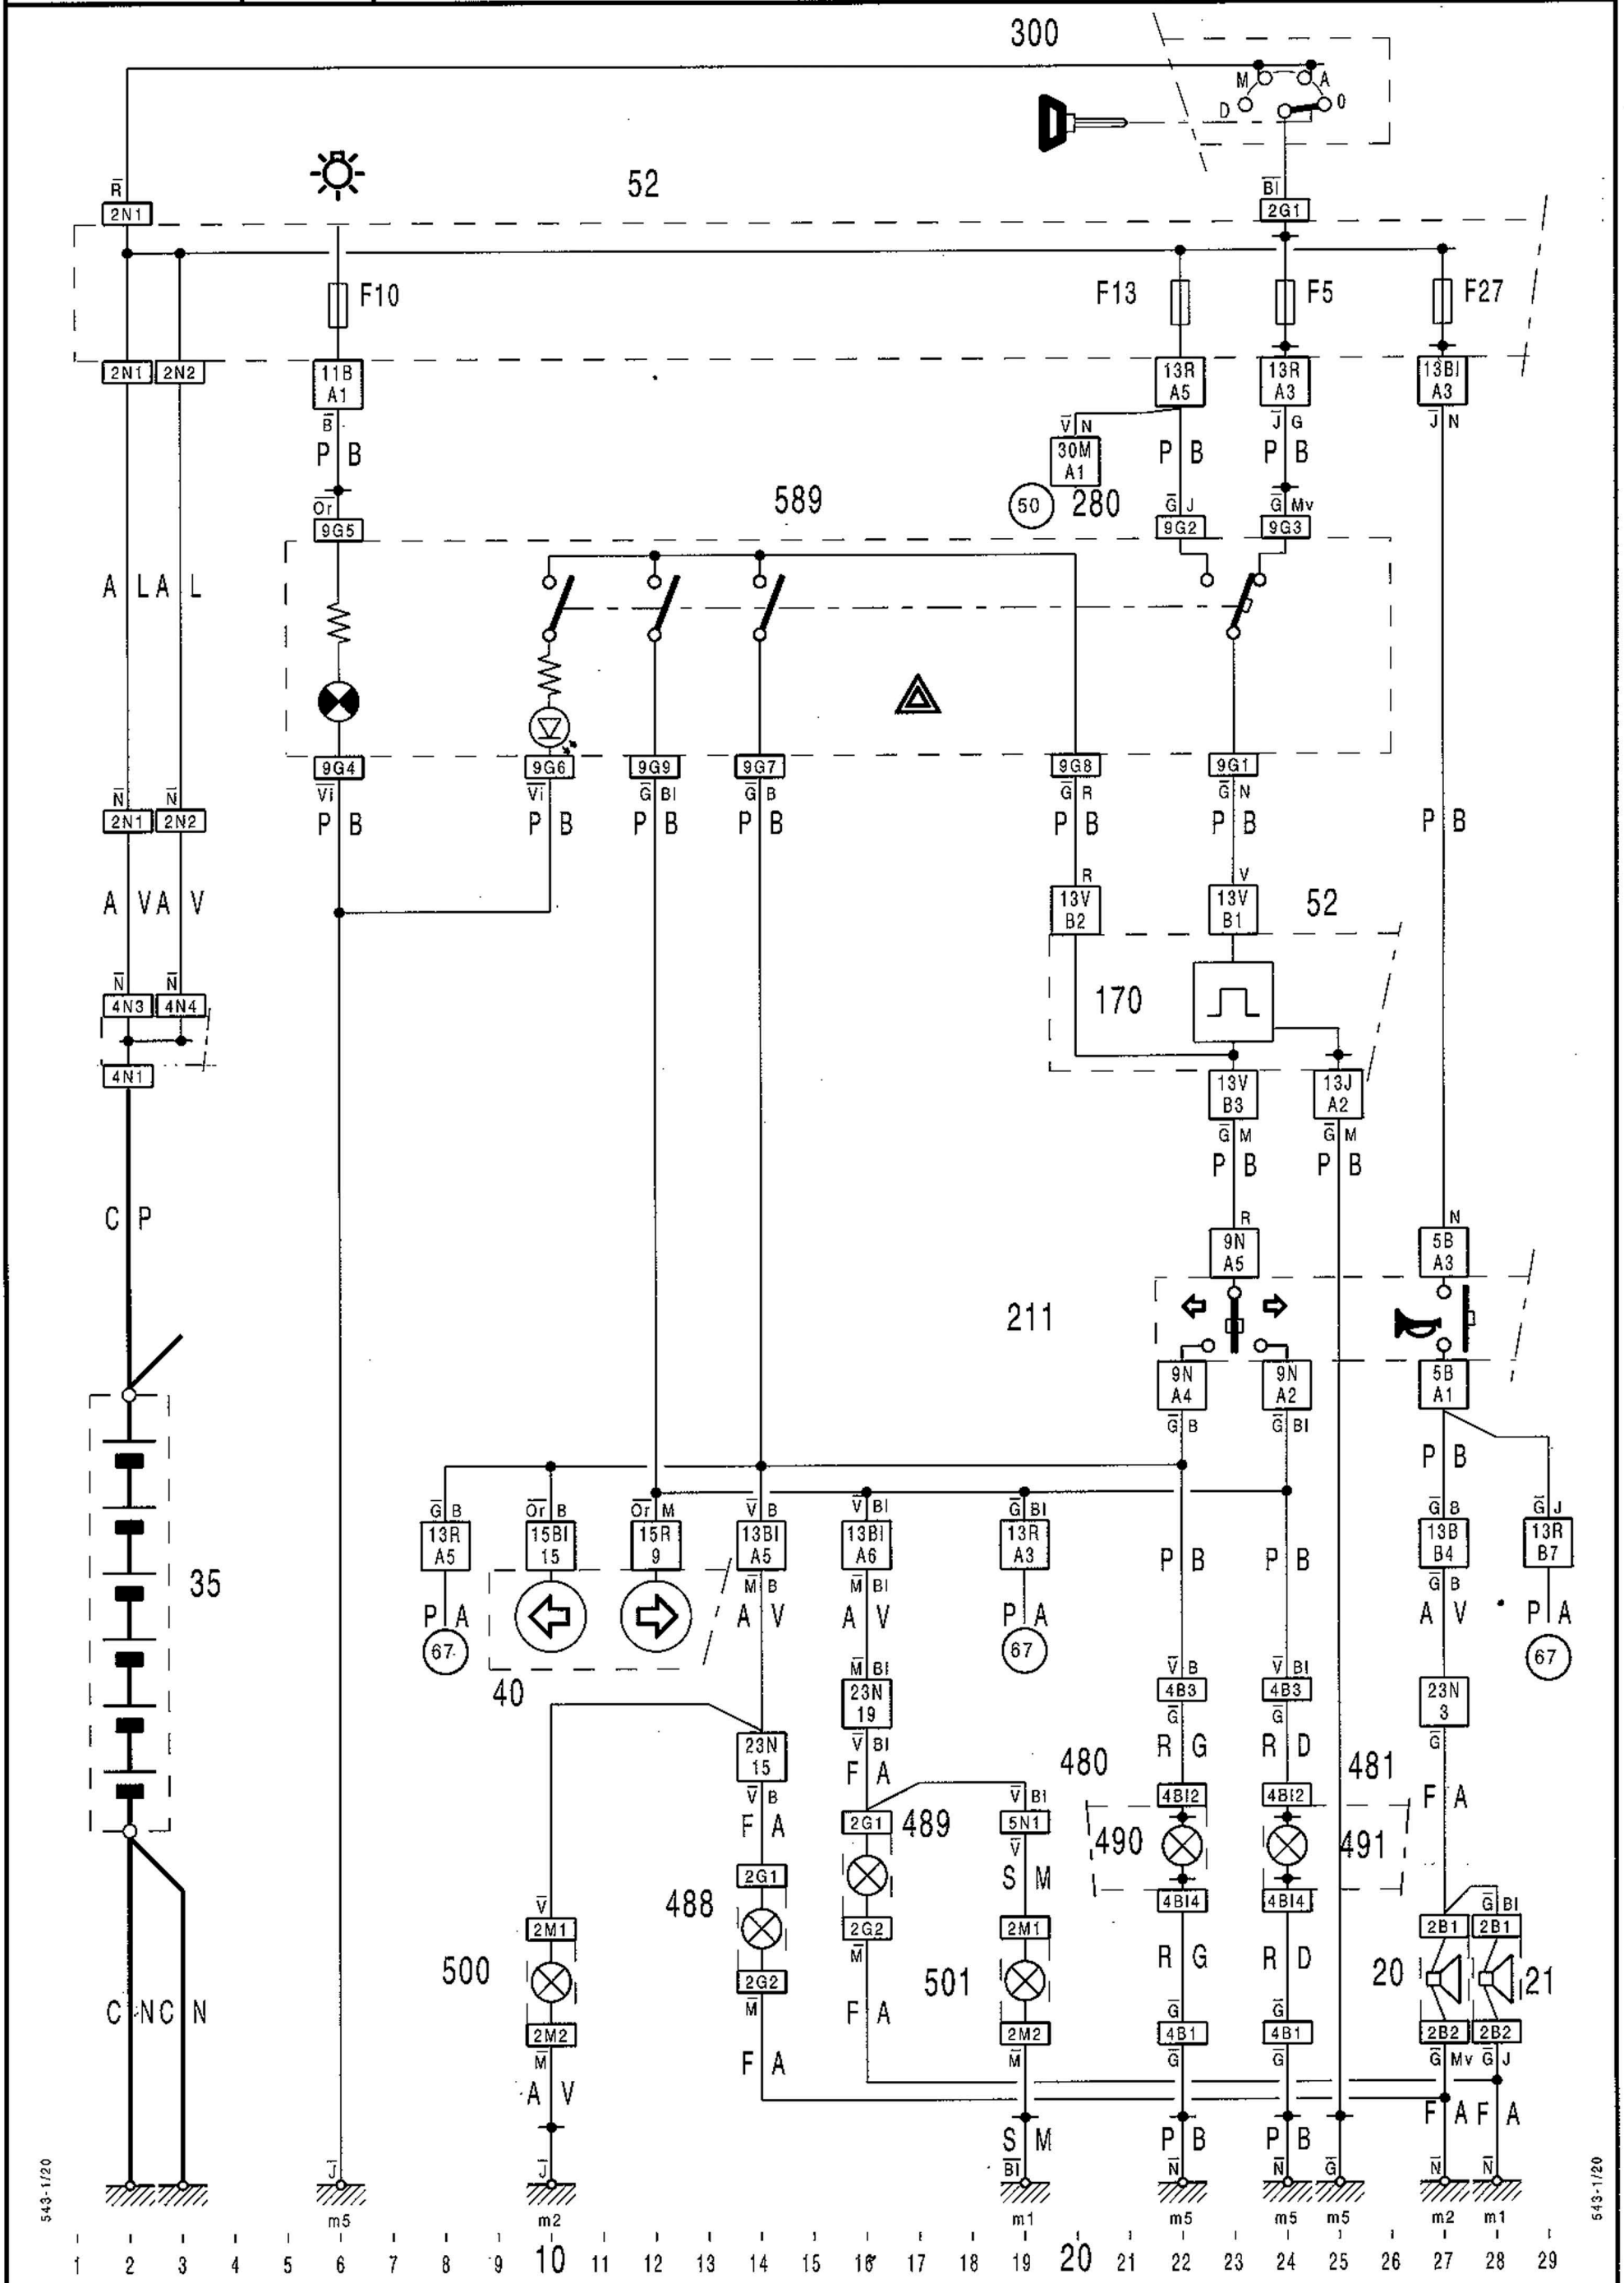 300
M A
D 0
R
52
Bl
2N1
2G1
F10
F13
F5
F27
2N1 2N2
11B
A1
13R
A5
13R
A3
13Bl
A3
B
V N
J G
J N
P B
30M
A1
P B
P B
Or
589
50
280
G J
G Mv
9G5
9G2
9G3
A L A L
9G4
9G6
9G9
9G7
9G8
9G1
N N
Vi
Vi
G Bl
G B
G R
G N
2N1 2N2
P B
P B
P B
P B
P B
P B
P B
R
V
A V A V
13V
B2
13V
B1
52
N N
4N3 4N4
170
4N1
13V
B3
13J
A2
G M
G M
P B
P B
C P
R
N
9N
A5
5B
A3
211
9N
A4
9N
A2
5B
A1
G B
G Bl
P B
G B
Or B
Or M
V B
V Bl
G Bl
G B
G J
13R
A5
15Bl
15
15R
9
13Bl
A5
13Bl
A6
13R
A3
P B
P B
13B
B4
13R
B7
35
M B
M Bl
G B
P A
A V
A V
P A
A V
P A
67
67
67
40
M Bl
V B
V Bl
23N
19
4B3
4B3
23N
3
V Bl
G
G
G
23N
15
F A
480
R G
R D
481
V B
V Bl
4Bl2
4Bl2
F A
F A
2G1
489
5N1
490
491
V
2G1
S M
4Bl4
4Bl4
V
488
G Bl
2M1
2G2
2M1
2B1 2B1
500
M
501
R G
R D
20
21
2G2
C N C N
M
F A
G
G
2M2
2M2
4B1
4B1
2B2 2B2
M
M
G
G
G Mv G J
F A
A V
F A F A
S M
P B
P B
J
J
Bl
N
N
G
N
N
m5
m2
m1
m5
m5
m5
m2
m1
543-1/20
543-1/20
1 2 3 4 5 6 7 8 9 10 11 12 13 14 15 16 17 18 19 20 21 22 23 24 25 26 27 28 29